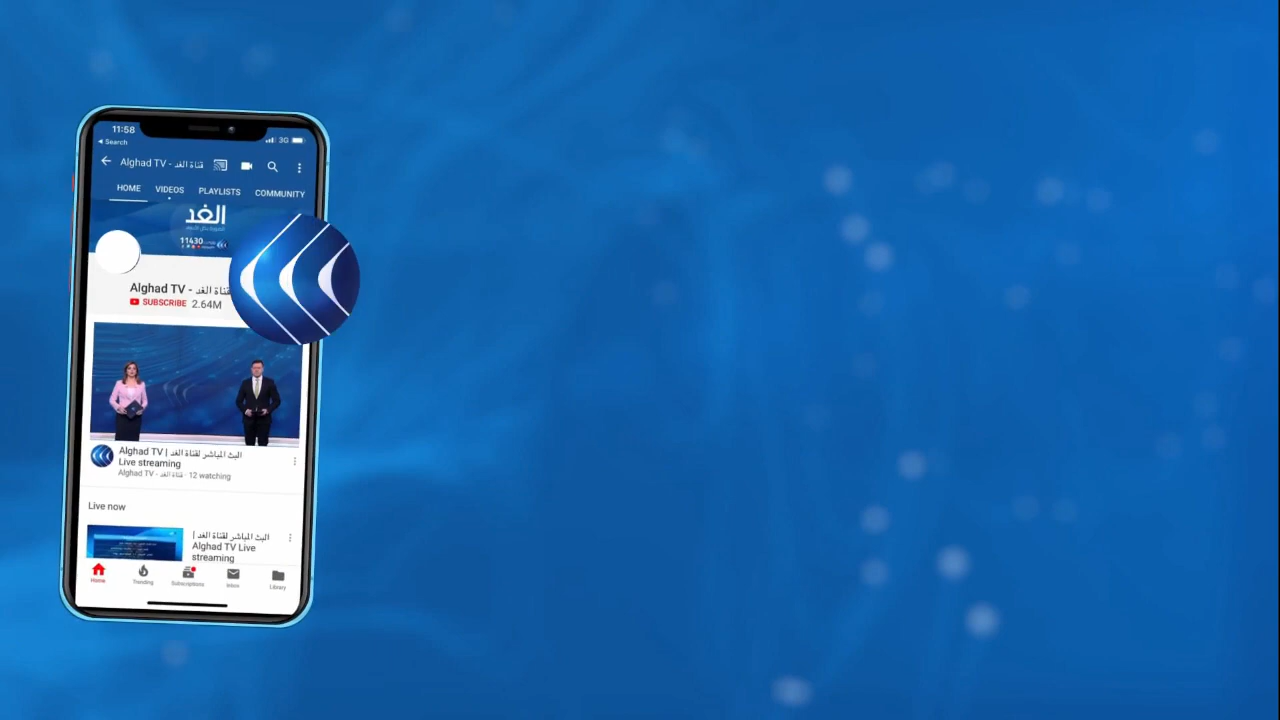 11:58
3G
Search
Alghad TV - قناة الغد
HOME VIDEOS PLAYLISTS COMMUNITY
الغد
11430
Alghad TV - قناة الغد
SUBSCRIBE 2.64M
Alghad TV | البث المباشر لقناة الغد
Live streaming
Alghad TV - قناة الغد · 12 watching
Live now
البث المباشر لقناة الغد |
Alghad TV Live
streaming
Home Trending Subscriptions Inbox Library